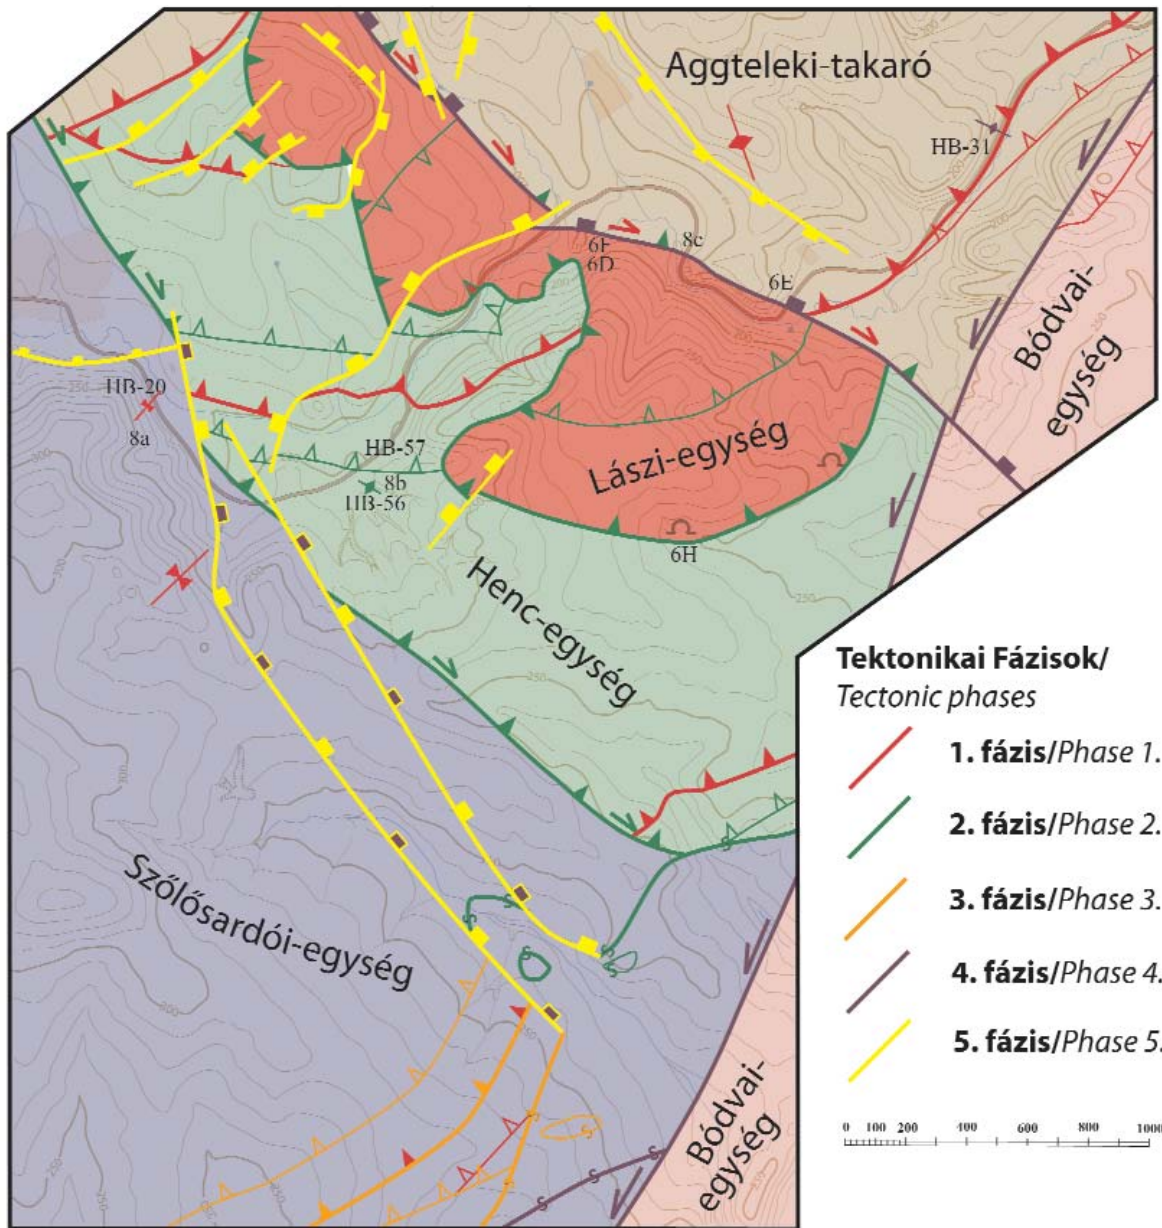 Aggteleki-takaró
HB-31
Bódvai-
egység
6F
6D
8c
6E
HB-20
8a
HB-57
8b
HB-56
Lászi-egység
6H
Henc-egység
Szőlősardói-egység
Bódvai-
egység
Tektonikai Fázisok/
Tectonic phases
1. fázis/Phase 1.
2. fázis/Phase 2.
3. fázis/Phase 3.
4. fázis/Phase 4.
5. fázis/Phase 5.
0 100 200 400 600 800 1000